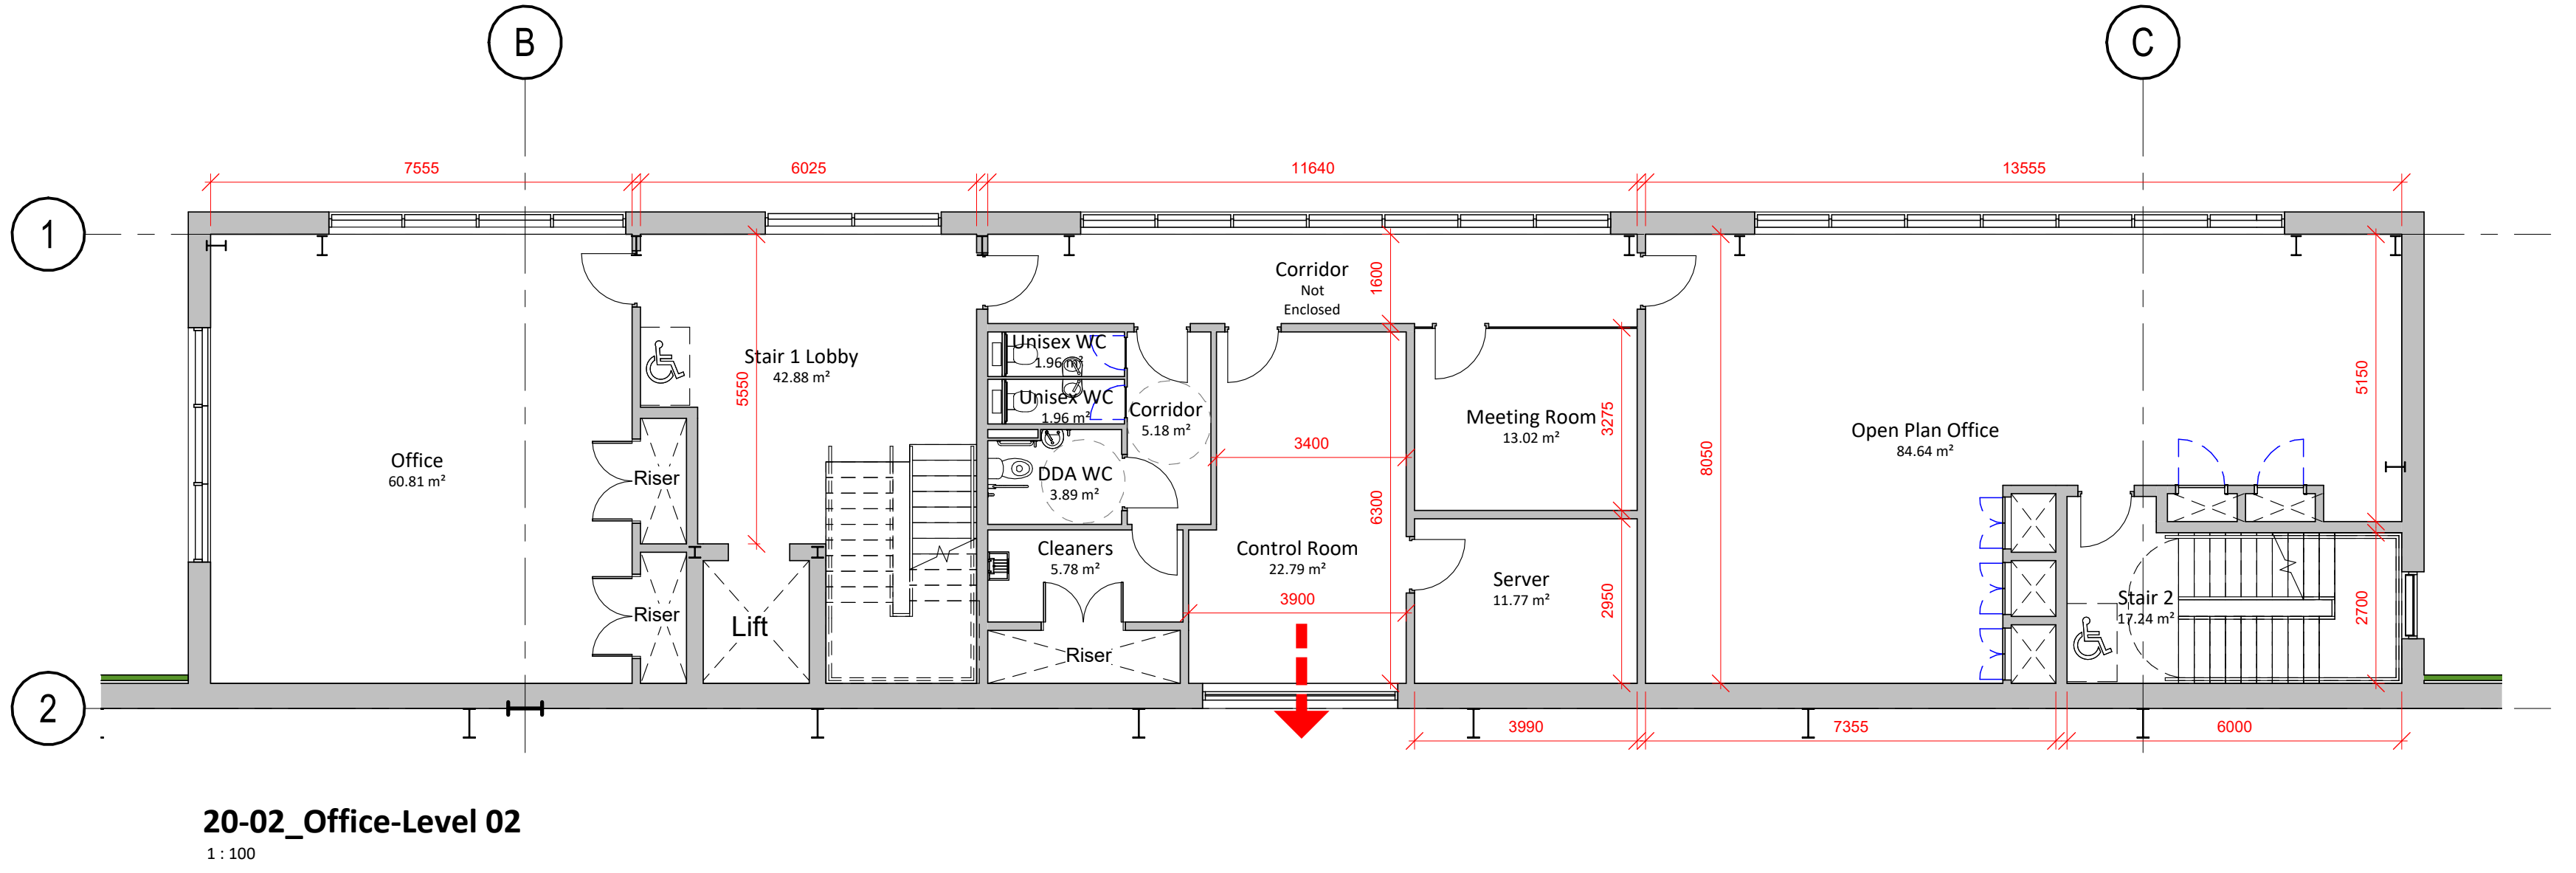 B
C
7555
6025
11640
13555
1
Corridor
Not
Enclosed
1600
5150
Unisex WC
1.96 m²
Stair 1 Lobby
42.88 m²
5550
Unisex WC
1.96 m²
Corridor
5.18 m²
Meeting Room
13.02 m²
3275
Open Plan Office
84.64 m²
8050
3400
Office
60.81 m²
Riser
DDA WC
3.89 m²
6300
Cleaners
5.78 m²
Control Room
22.79 m²
Server
11.77 m²
2950
3900
Stair 2
17.24 m²
2700
Riser
Lift
Riser
2
3990
7355
6000
20-02_Office-Level 02
1 : 100